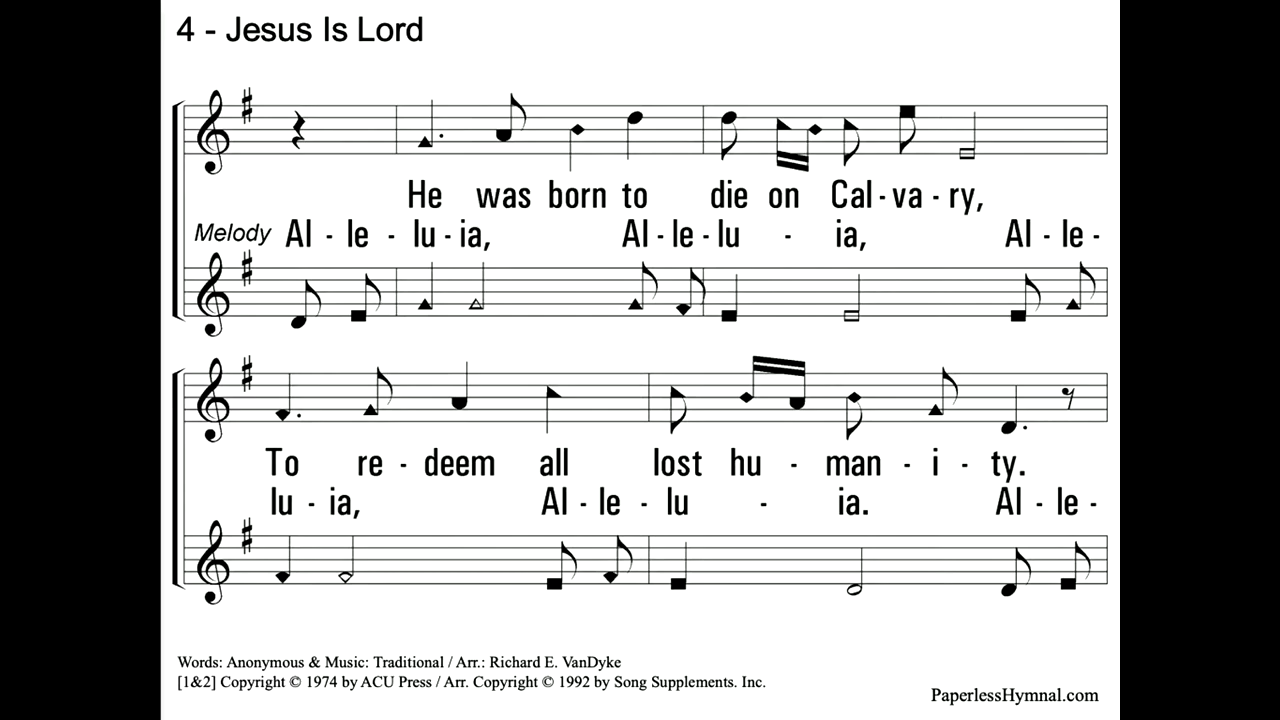 4 - Jesus Is Lord
He was born to die on Cal - va - ry,
Melody Al - le - lu - ia, Al - le - lu - ia, Al - le -
To re - deem all lost hu - man - i - ty.
lu - ia, Al - le - lu - ia. Al - le -
Words: Anonymous & Music: Traditional / Arr.: Richard E. VanDyke
[1&2] Copyright © 1974 by ACU Press / Arr. Copyright © 1992 by Song Supplements. Inc.
PaperlessHymnal.com